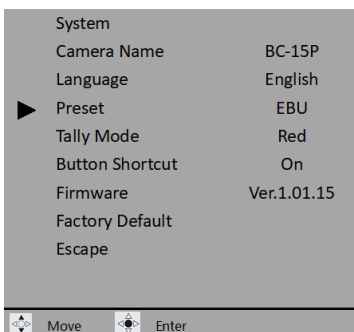 System
Camera Name BC-15P
Language English
Preset EBU
Tally Mode Red
Button Shortcut On
Firmware Ver.1.01.15
Factory Default
Escape
Move Enter